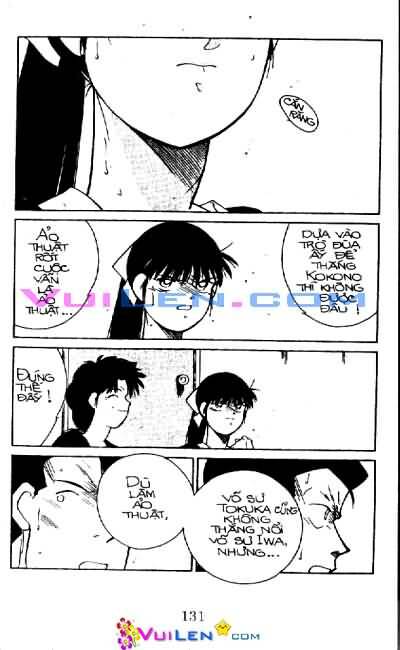 CẮN
RĂNG
DỰA VÀO
TRÒ ĐÙA
ẤY ĐỂ
THẮNG
KOKONO
THÌ KHÔNG
ĐƯỢC
ĐÂU!
ẢO
THUẬT
RỐT
CUỘC
VẪN
LÀ
ẢO
THUẬT...
VUILEN.COM
ĐÚNG
THẾ
ĐẤY!
VÕ SƯ
TOKUKA CŨNG
KHÔNG
THẮNG NỔI
VÕ SƯ IWA,
NHƯNG...
DÙ
LÀM
ẢO
THUẬT,
131
VUILEN
.com